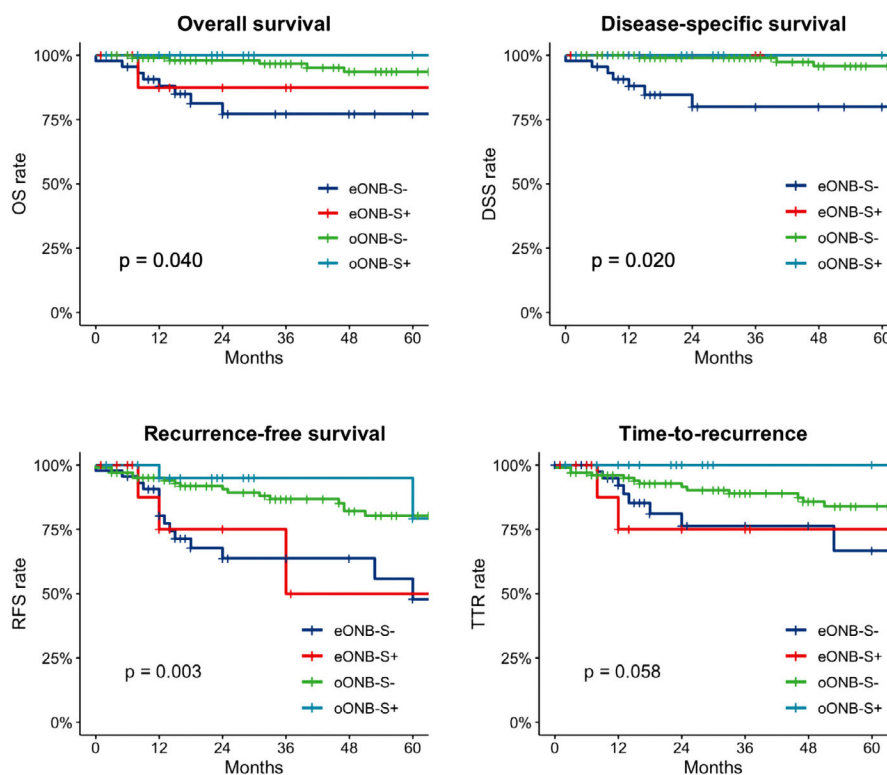 Overall survival
100%
75%
50%
25%
0%
OS rate
eONB-S-
eONB-S+
oONB-S-
oONB-S+
p = 0.040
0 12 24 36 48 60
Months
Disease-specific survival
100%
75%
50%
25%
0%
DSS rate
eONB-S-
eONB-S+
oONB-S-
oONB-S+
p = 0.020
0 12 24 36 48 60
Months
Recurrence-free survival
100%
75%
50%
25%
0%
RFS rate
eONB-S-
eONB-S+
oONB-S-
oONB-S+
p = 0.003
0 12 24 36 48 60
Months
Time-to-recurrence
100%
75%
50%
25%
0%
TTR rate
eONB-S-
eONB-S+
oONB-S-
oONB-S+
p = 0.058
0 12 24 36 48 60
Months